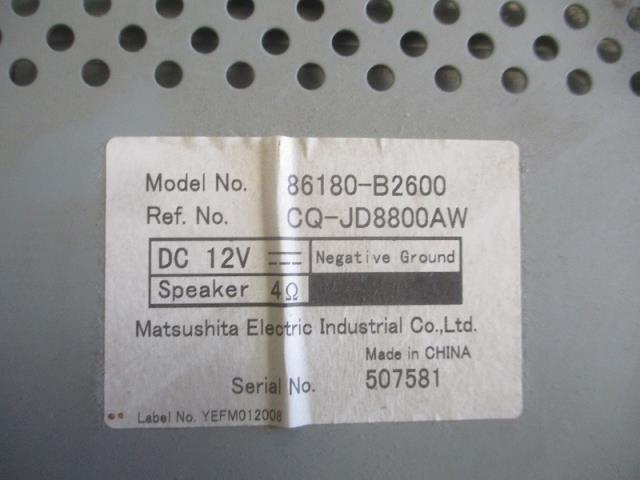 Model No. 86180-B2600
Ref. No. CQ-JD8800AW
DC 12V ⎓ Negative Ground
Speaker 4Ω
Matsushita Electric Industrial Co.,Ltd.
Made in CHINA
Serial No. 507581
Label No. YEFM012008